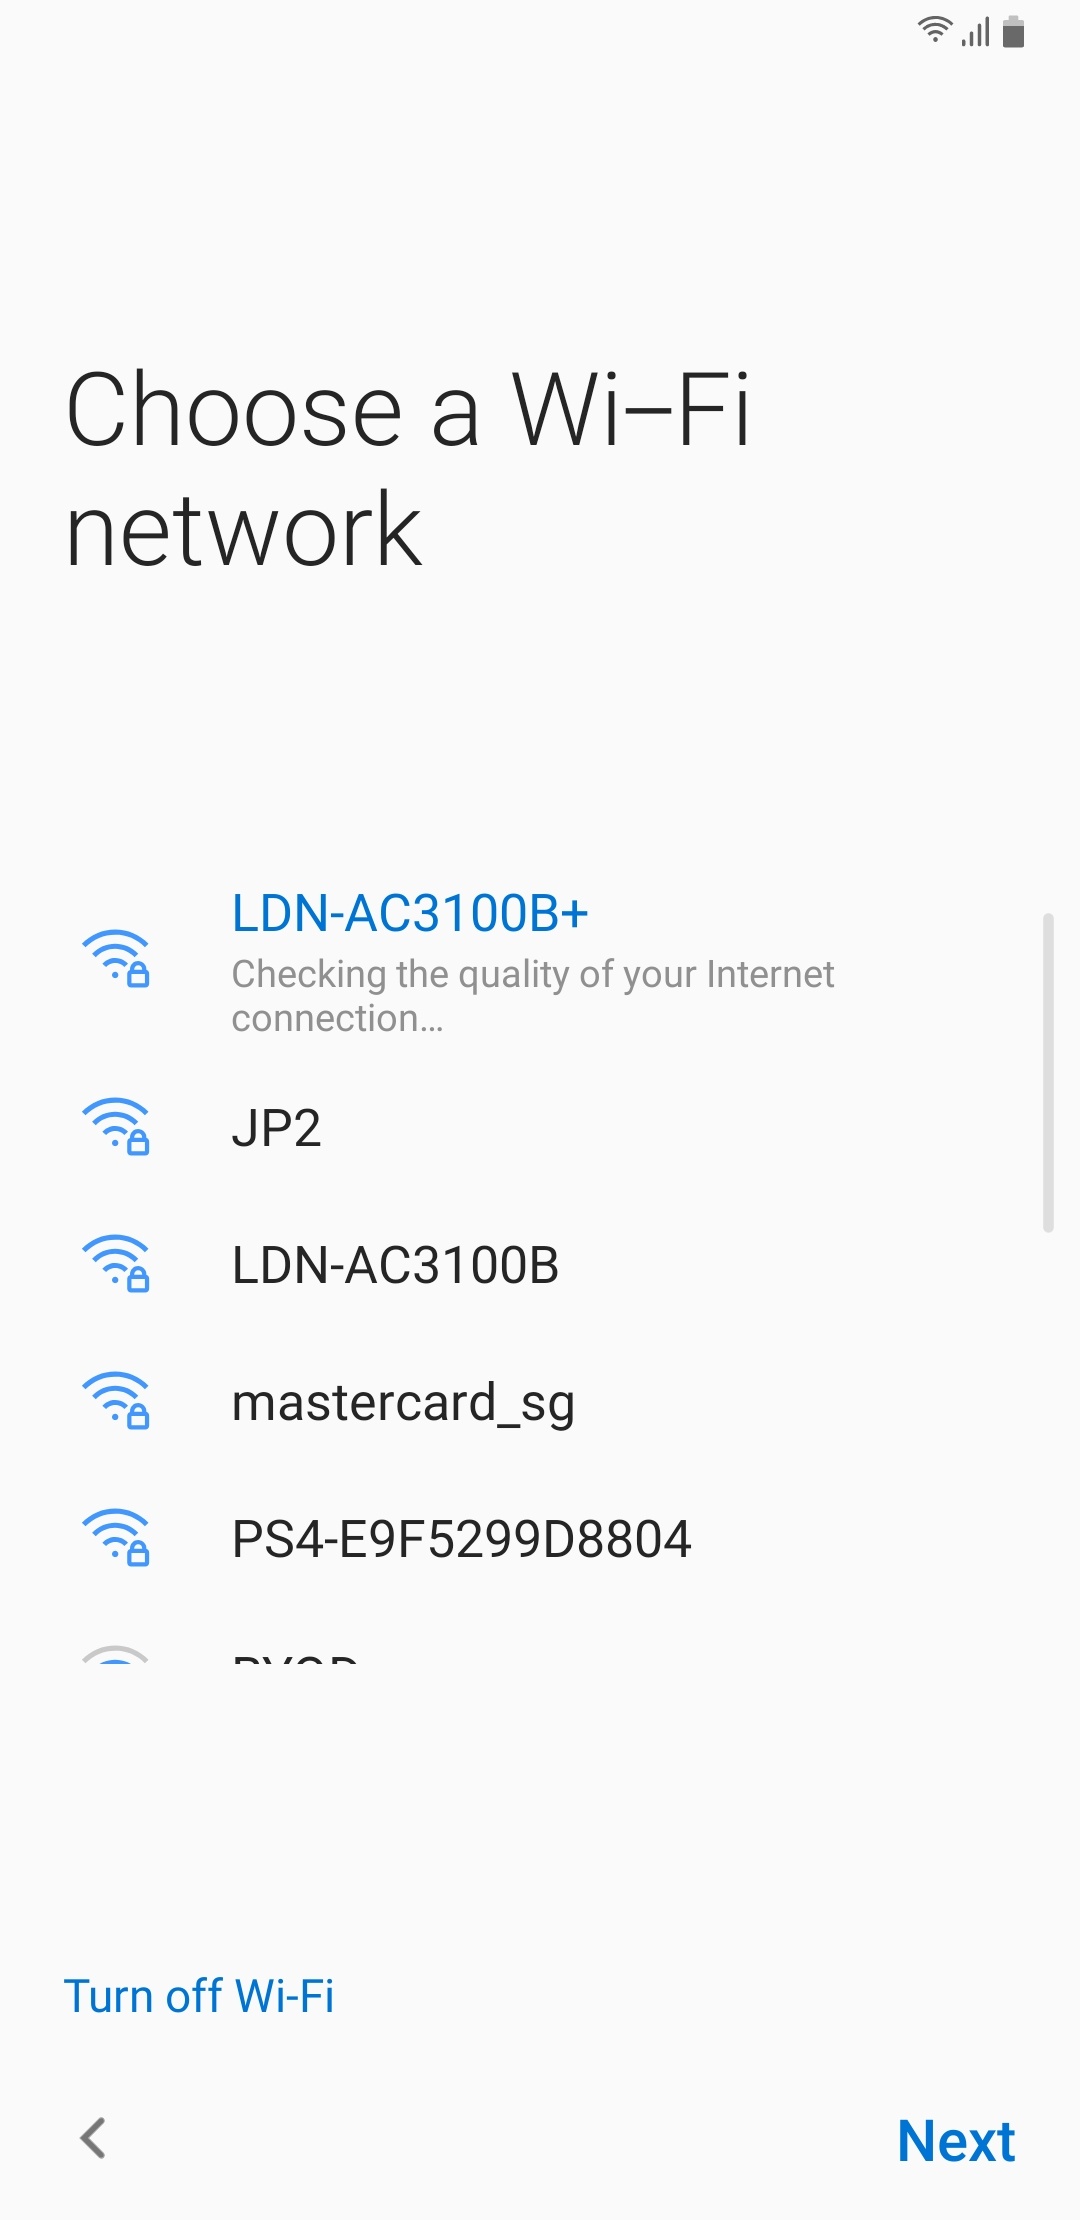 Choose a Wi-Fi
network
LDN-AC3100B+
Checking the quality of your Internet
connection...
JP2
LDN-AC3100B
mastercard_sg
PS4-E9F5299D8804
Turn off Wi-Fi
Next